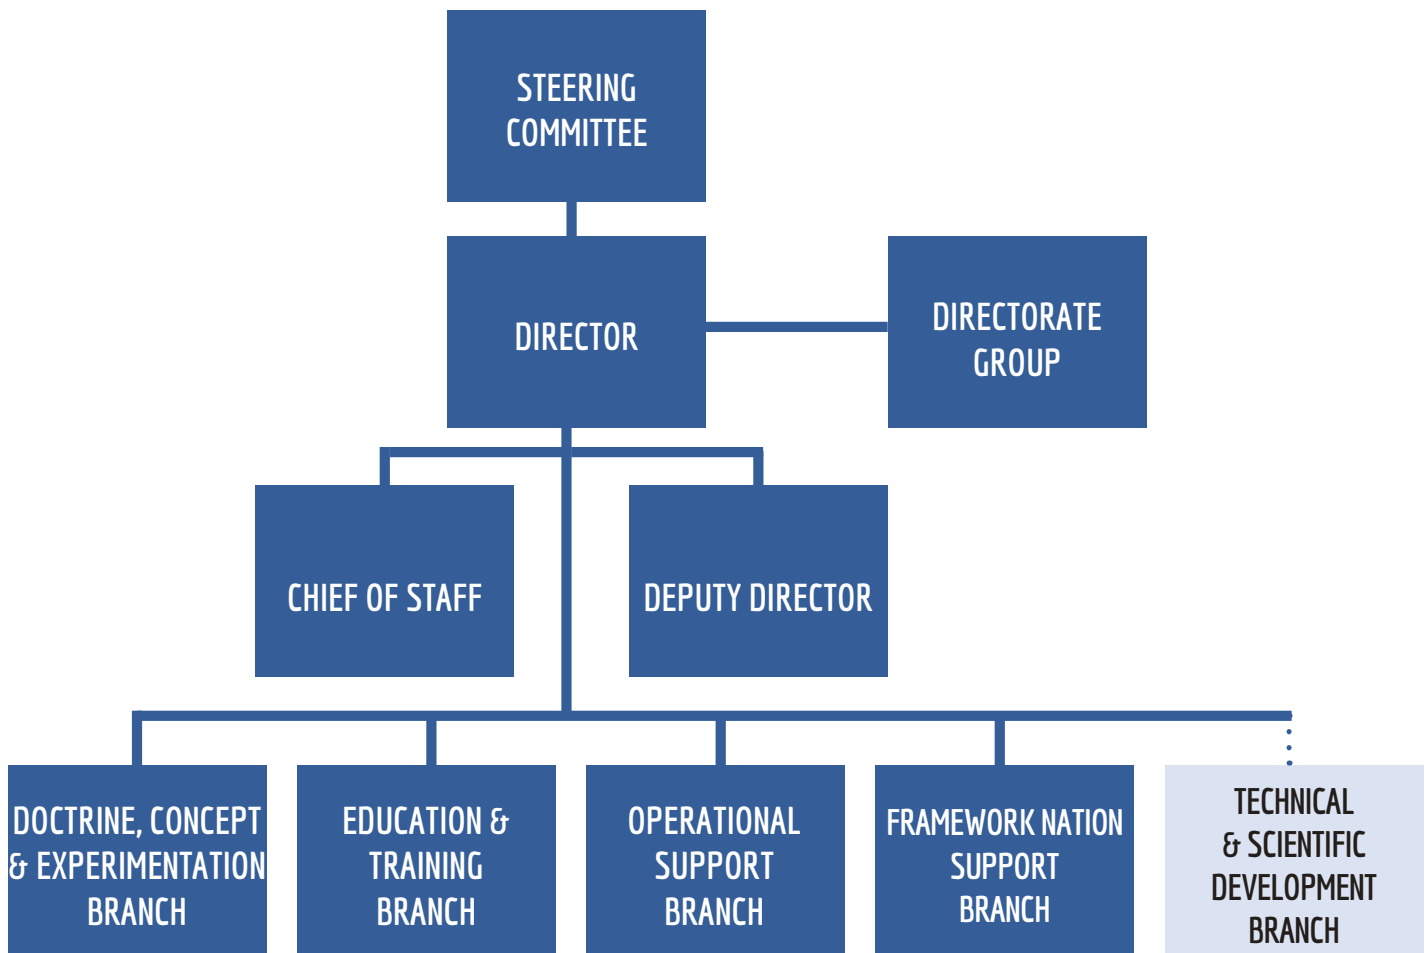 STEERING
COMMITTEE
DIRECTOR
DIRECTORATE
GROUP
CHIEF OF STAFF
DEPUTY DIRECTOR
DOCTRINE, CONCEPT
& EXPERIMENTATION
BRANCH
EDUCATION &
TRAINING
BRANCH
OPERATIONAL
SUPPORT
BRANCH
FRAMEWORK NATION
SUPPORT
BRANCH
TECHNICAL
& SCIENTIFIC
DEVELOPMENT
BRANCH